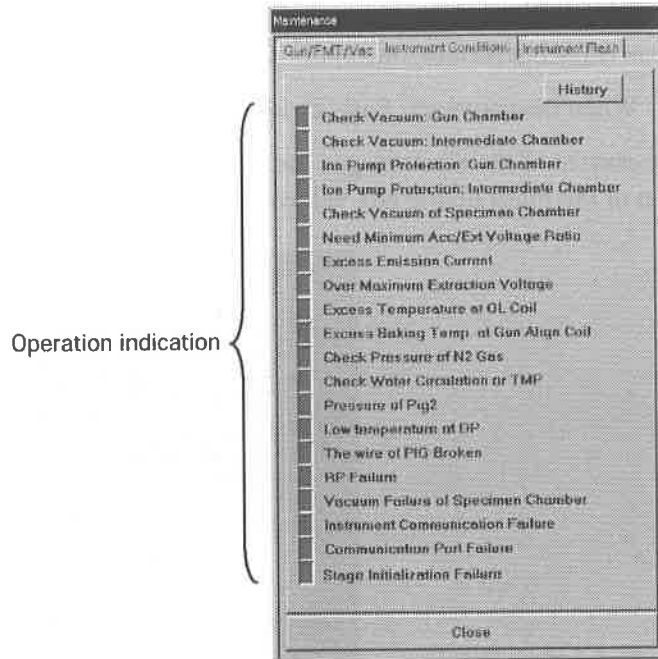 Maintenance
Gun/FMT/Vac Instrument Conditions Instrument Flash
History
Check Vacuum: Gun Chamber
Check Vacuum: Intermediate Chamber
Ion Pump Protection: Gun Chamber
Ion Pump Protection: Intermediate Chamber
Check Vacuum of Specimen Chamber
Need Minimum Acc/Ext Voltage Ratio
Excess Emission Current
Over Maximum Extraction Voltage
Excess Temperature at OL Coil
Excess Baking Temp. at Gun Align Coil
Operation indication
Check Pressure of N2 Gas
Check Water Circulation or TMP
Pressure of Pig2
Low temperature at DP
The wire of PIG Broken
RP Failure
Vacuum Failure of Specimen Chamber
Instrument Communication Failure
Communication Port Failure
Stage Initialization Failure
Close